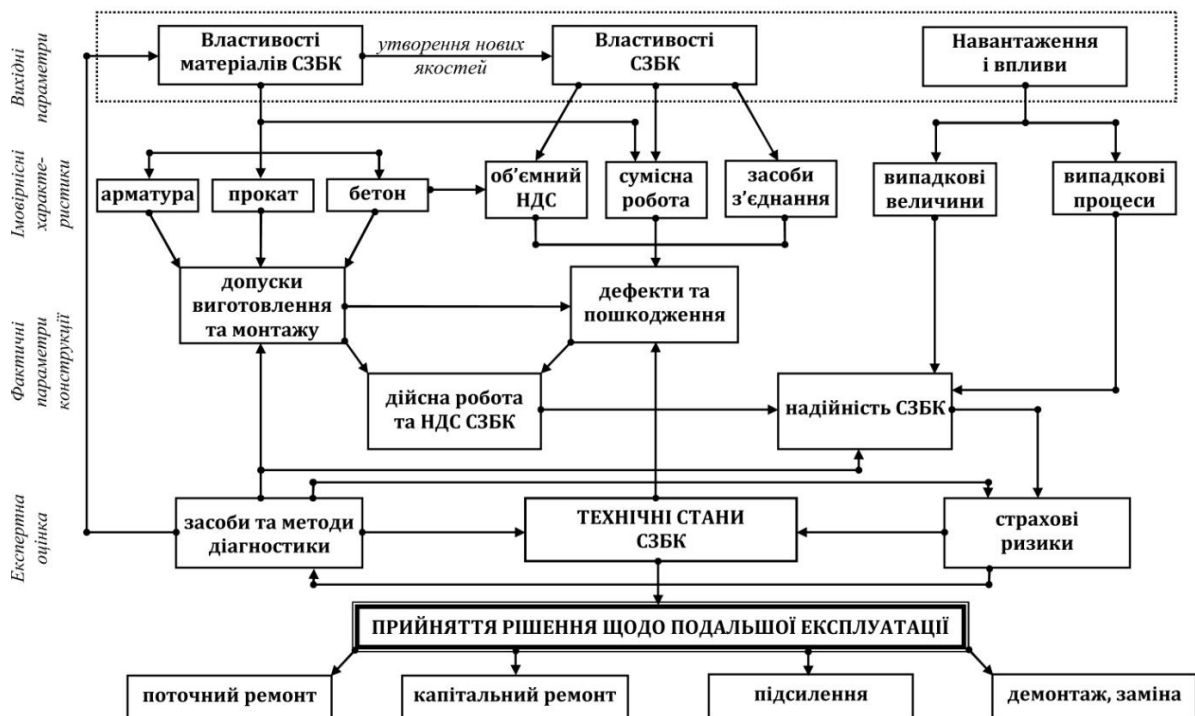 Вихідні
параметри
Властивості
матеріалів СЗБК
утворення нових
якостей
Властивості
СЗБК
Навантаження
і впливи
Імовірнісні
характе-
ристики
арматура
прокат
бетон
об’ємний
НДС
сумісна
робота
засоби
з’єднання
випадкові
величини
випадкові
процеси
Фактичні
параметри
конструкції
допуски
виготовлення
та монтажу
дефекти та
пошкодження
дійсна робота
та НДС СЗБК
надійність СЗБК
Експертна
оцінка
засоби та методи
діагностики
ТЕХНІЧНІ СТАНИ
СЗБК
страхові
ризики
ПРИЙНЯТТЯ РІШЕННЯ ЩОДО ПОДАЛЬШОЇ ЕКСПЛУАТАЦІЇ
поточний ремонт
капітальний ремонт
підсилення
демонтаж, заміна